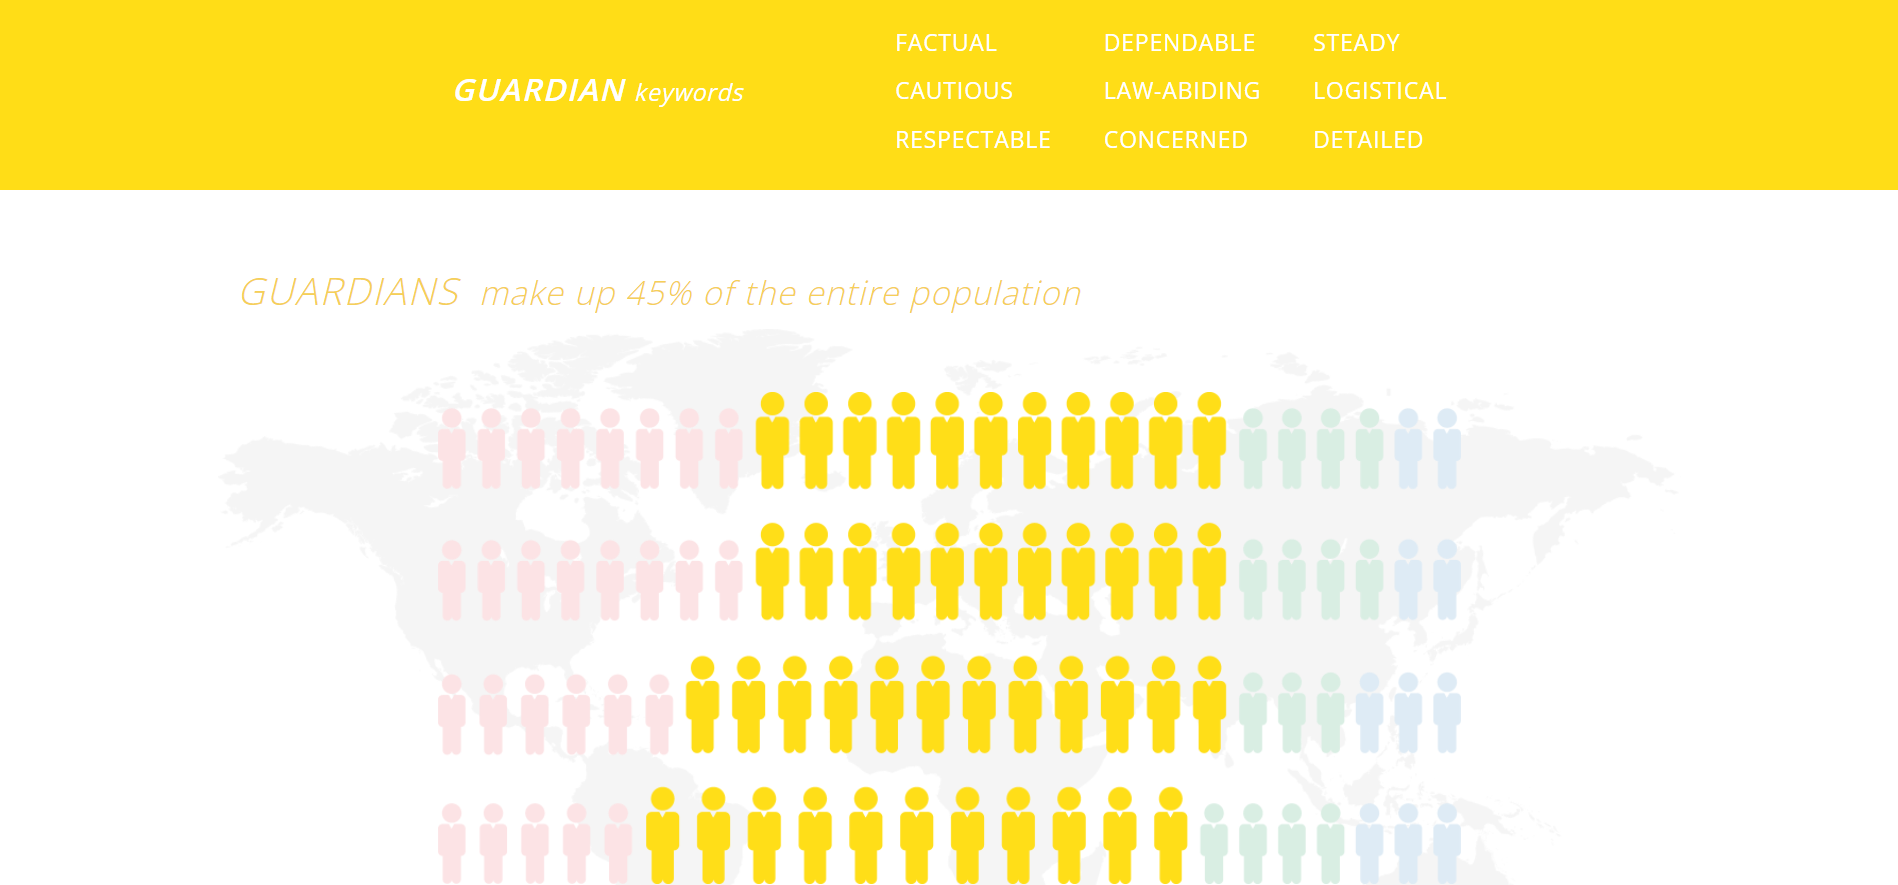 GUARDIAN keywords
FACTUAL DEPENDABLE STEADY
CAUTIOUS LAW-ABIDING LOGISTICAL
RESPECTABLE CONCERNED DETAILED
GUARDIANS make up 45% of the entire population